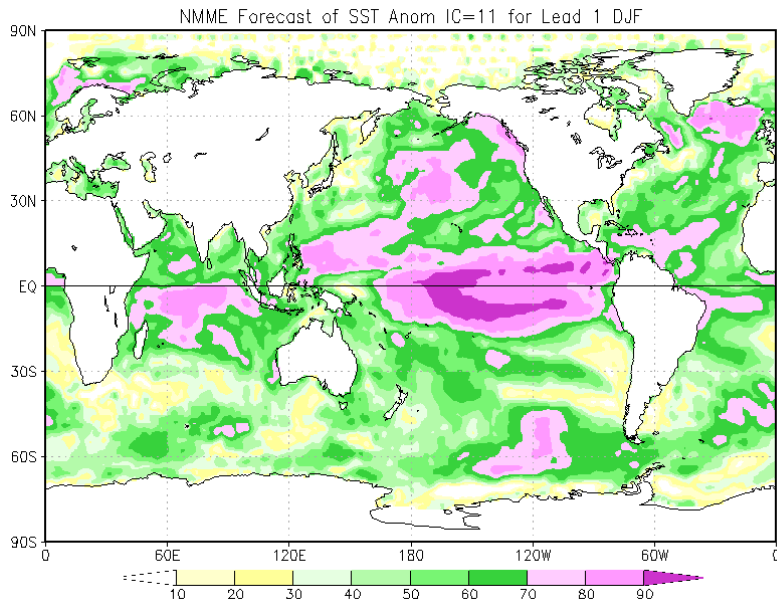 NMME Forecast of SST Anom IC=11 for Lead 1 DJF
90N
60N
30N
EQ
30S
60S
90S
0 60E 120E 180 120W 60W 0
10 20 30 40 50 60 70 80 90